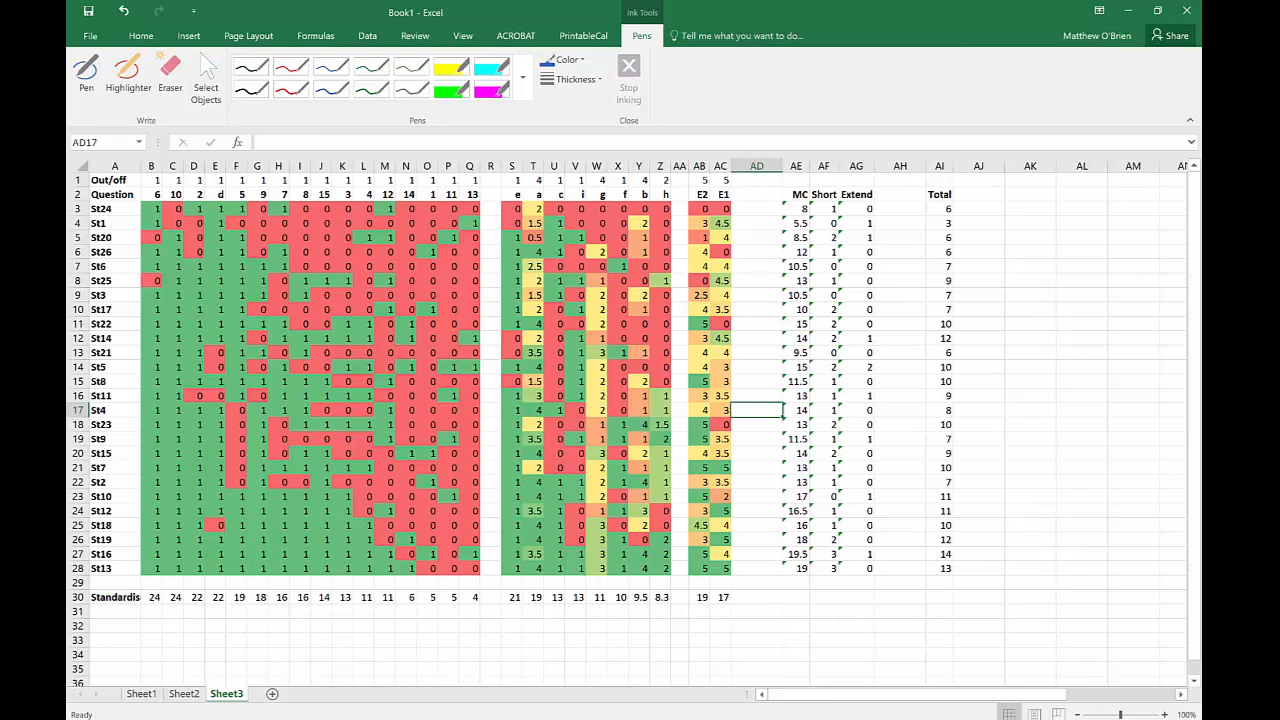 Book1 - Excel
Ink Tools
File Home Insert Page Layout Formulas Data Review View ACROBAT PrintableCal Pens Tell me what you want to do... Matthew O'Brien Share
Pen Highlighter Eraser Select Objects Color Thickness Stop Inking
Write Pens Close
AD17 fx
A B C D E F G H I J K L M N O P Q R S T U V W X Y Z AA AB AC AD AE AF AG AH AI AJ AK AL AM AN
1 Out/off 1 1 1 1 1 1 1 1 1 1 1 1 1 1 1 1 1 4 1 1 4 1 4 2 5 5
2 Question 6 10 2 d 5 9 7 8 15 3 4 12 14 1 11 13 e a c i g f b h E2 E1 MC Short Extend Total
3 St24 1 0 1 1 1 0 1 0 0 0 0 1 0 0 0 0 0 2 0 0 0 0 0 0 0 0 8 1 0 6
4 St1 1 0 0 1 0 0 0 0 0 0 0 0 0 0 0 1 0 1.5 0 0 0 0 2 0 3 4.5 5.5 0 1 3
5 St20 0 1 0 1 1 0 0 0 0 0 1 1 0 0 1 0 1 0.5 1 1 0 0 1 0 1 4 8.5 2 1 6
6 St26 1 1 0 1 1 1 0 0 0 0 0 0 0 1 0 0 1 4 0 0 2 0 1 0 4 0 12 1 0 6
7 St6 1 1 1 1 1 1 1 0 0 0 0 0 0 0 0 0 1 2.5 0 0 0 1 0 0 4 4 10.5 0 0 7
8 St25 0 1 1 1 1 1 0 1 1 1 0 1 0 0 0 0 1 2 1 1 1 0 0 1 0 4.5 13 1 0 9
9 St3 1 1 1 1 1 1 1 0 0 0 0 0 0 0 0 0 1 1.5 1 0 2 0 2 0 2.5 4 10.5 0 0 7
10 St17 1 1 1 1 1 0 0 0 0 0 0 1 0 1 0 0 1 4 0 0 2 0 1 0 4 3.5 10 2 0 7
11 St22 1 1 1 1 1 1 1 0 0 1 1 0 1 0 0 0 1 4 0 1 2 0 0 0 5 0 15 2 0 10
12 St14 1 1 1 1 1 0 1 1 1 1 1 0 1 0 0 1 0 2 0 1 2 0 1 0 3 4.5 14 2 1 12
13 St21 1 1 1 0 1 1 0 1 0 0 0 0 0 0 0 0 0 3.5 0 1 3 1 1 0 4 4 9.5 0 0 6
14 St5 1 1 1 0 1 0 1 0 1 1 0 1 1 0 1 0 1 4 0 1 2 0 1 0 4 3 15 2 2 10
15 St8 1 1 1 1 1 1 1 1 1 0 0 1 0 0 0 0 0 1.5 0 1 2 0 2 0 5 3 11.5 1 0 10
16 St11 1 1 0 0 1 1 1 1 1 1 0 1 0 0 0 0 1 3 0 1 2 0 1 1 3 3.5 13 1 1 9
17 St4 1 1 1 1 0 1 1 1 0 0 0 1 0 0 0 0 1 4 1 0 2 0 1 1 4 3 14 1 0 8
18 St23 1 1 1 1 0 1 1 1 1 1 1 0 0 0 0 0 1 2 0 0 2 1 4 1.5 5 0 13 2 0 10
19 St9 1 1 1 1 1 0 0 0 0 0 1 0 0 0 1 0 1 3.5 0 0 1 1 1 2 5 3.5 11.5 1 1 7
20 St15 1 1 1 1 0 1 1 1 1 0 0 0 1 0 0 0 1 4 0 0 3 0 1 1 4 3.5 14 2 0 9
21 St7 1 1 1 1 0 1 1 1 1 1 1 0 0 0 0 0 1 2 0 0 2 1 1 1 5 5 13 1 0 10
22 St2 1 1 1 1 0 1 0 0 1 0 0 0 0 1 0 0 1 4 1 1 2 1 4 1 3 3.5 13 1 0 7
23 St10 1 1 1 1 1 1 1 1 1 1 0 0 0 0 1 0 1 4 1 1 2 0 1 1 5 2 17 0 1 11
24 St12 1 1 1 1 1 1 1 1 1 1 0 1 0 0 0 0 1 3.5 1 0 2 1 1 0 3 5 16.5 1 0 11
25 St18 1 1 1 0 1 1 1 1 1 1 1 0 0 0 0 0 1 4 1 0 3 0 2 0 4.5 4 16 1 0 10
26 St19 1 1 1 1 1 1 1 1 1 1 1 1 0 0 0 0 1 4 1 0 3 1 0 2 3 5 18 2 0 12
27 St16 1 1 1 1 1 1 1 1 1 1 1 1 0 1 0 1 1 3.5 1 1 3 1 4 2 5 4 19.5 3 1 14
28 St13 1 1 1 1 1 1 1 1 1 1 1 1 1 0 0 0 1 4 1 1 3 1 4 2 5 5 19 3 0 13
29
30 Standardis 24 24 22 22 19 18 16 16 14 13 11 11 6 5 5 4 21 19 13 13 11 10 9.5 8.3 19 17
31
32
33
34
35
36
Sheet1 Sheet2 Sheet3
Ready 100%